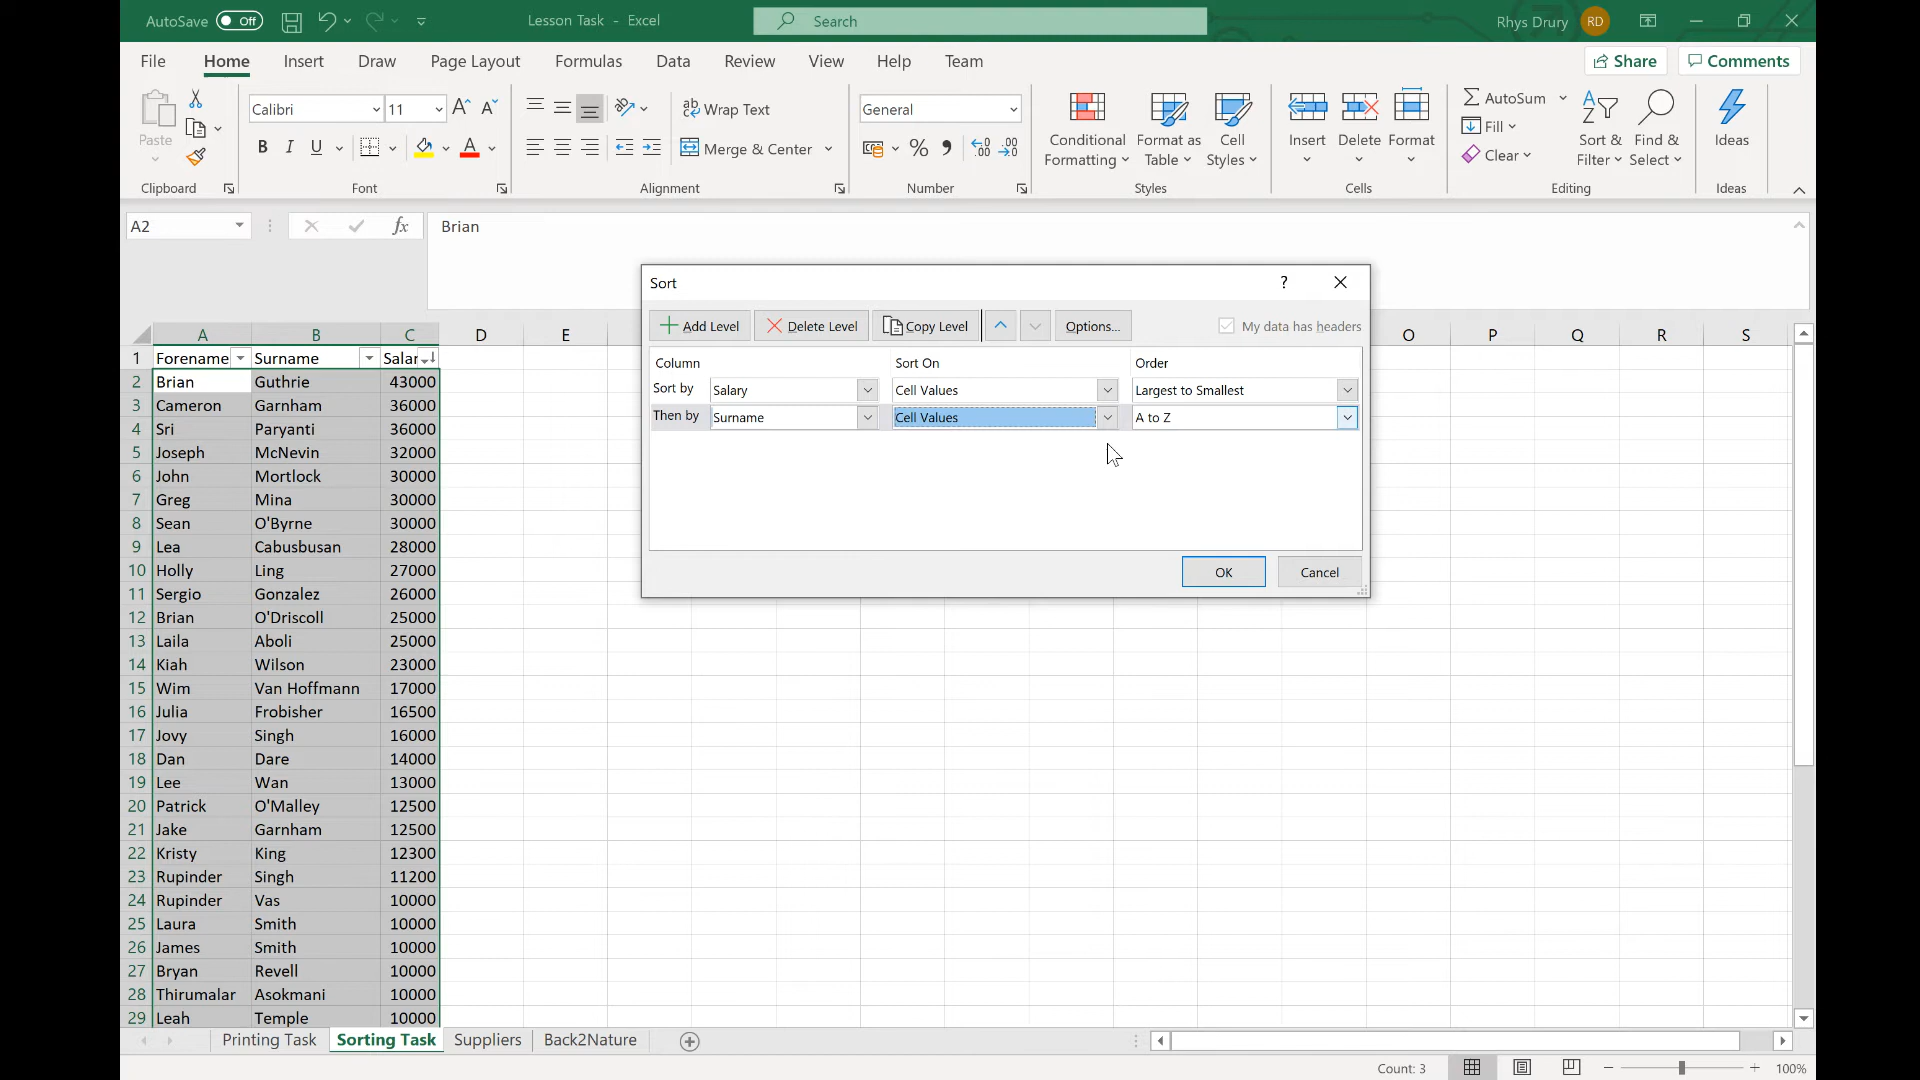 AutoSave Off Lesson Task - Excel Search Rhys Drury RD
File Home Insert Draw Page Layout Formulas Data Review View Help Team Share Comments
Paste Calibri 11 A^ A˅ ab Wrap Text General Conditional Formatting Format as Table Cell Styles Insert Delete Format AutoSum Fill Clear Sort & Filter Find & Select Ideas
B I U A Merge & Center % 9
Clipboard Font Alignment Number Styles Cells Editing Ideas
A2 fx Brian
Sort ?
Add Level Delete Level Copy Level Options... My data has headers
Column Sort On Order
Sort by Salary Cell Values Largest to Smallest
Then by Surname Cell Values A to Z
OK Cancel
A B C D E O P Q R S
1 Forename Surname Salar
2 Brian Guthrie 43000
3 Cameron Garnham 36000
4 Sri Paryanti 36000
5 Joseph McNevin 32000
6 John Mortlock 30000
7 Greg Mina 30000
8 Sean O'Byrne 30000
9 Lea Cabusbusan 28000
10 Holly Ling 27000
11 Sergio Gonzalez 26000
12 Brian O'Driscoll 25000
13 Laila Aboli 25000
14 Kiah Wilson 23000
15 Wim Van Hoffmann 17000
16 Julia Frobisher 16500
17 Jovy Singh 16000
18 Dan Dare 14000
19 Lee Wan 13000
20 Patrick O'Malley 12500
21 Jake Garnham 12500
22 Kristy King 12300
23 Rupinder Singh 11200
24 Rupinder Vas 10000
25 Laura Smith 10000
26 James Smith 10000
27 Bryan Revell 10000
28 Thirumalar Asokmani 10000
29 Leah Temple 10000
Printing Task Sorting Task Suppliers Back2Nature
Count: 3 100%